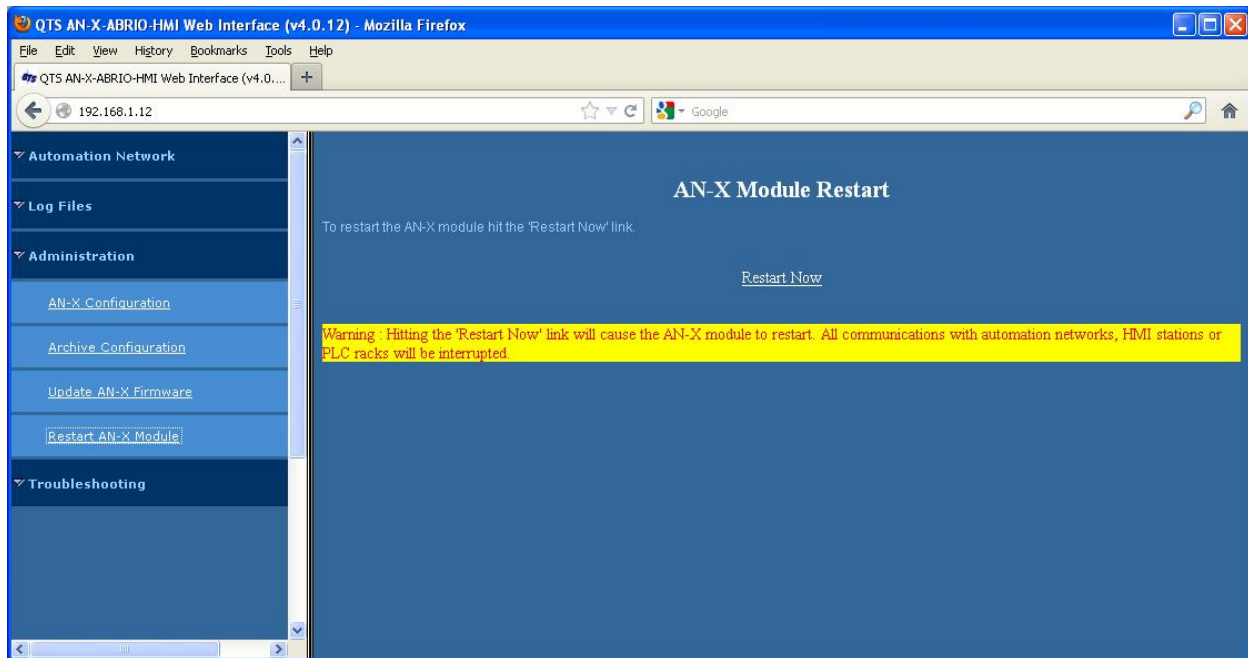 QTS AN-X-ABRIO-HMI Web Interface (v4.0.12) - Mozilla Firefox
File Edit View History Bookmarks Tools Help
QTS AN-X-ABRIO-HMI Web Interface (v4.0.... +
192.168.1.12 Google
Automation Network
Log Files
Administration
AN-X Configuration
Archive Configuration
Update AN-X Firmware
Restart AN-X Module
Troubleshooting
AN-X Module Restart
To restart the AN-X module hit the 'Restart Now' link.
Restart Now
Warning : Hitting the 'Restart Now' link will cause the AN-X module to restart. All communications with automation networks, HMI stations or
PLC racks will be interrupted.